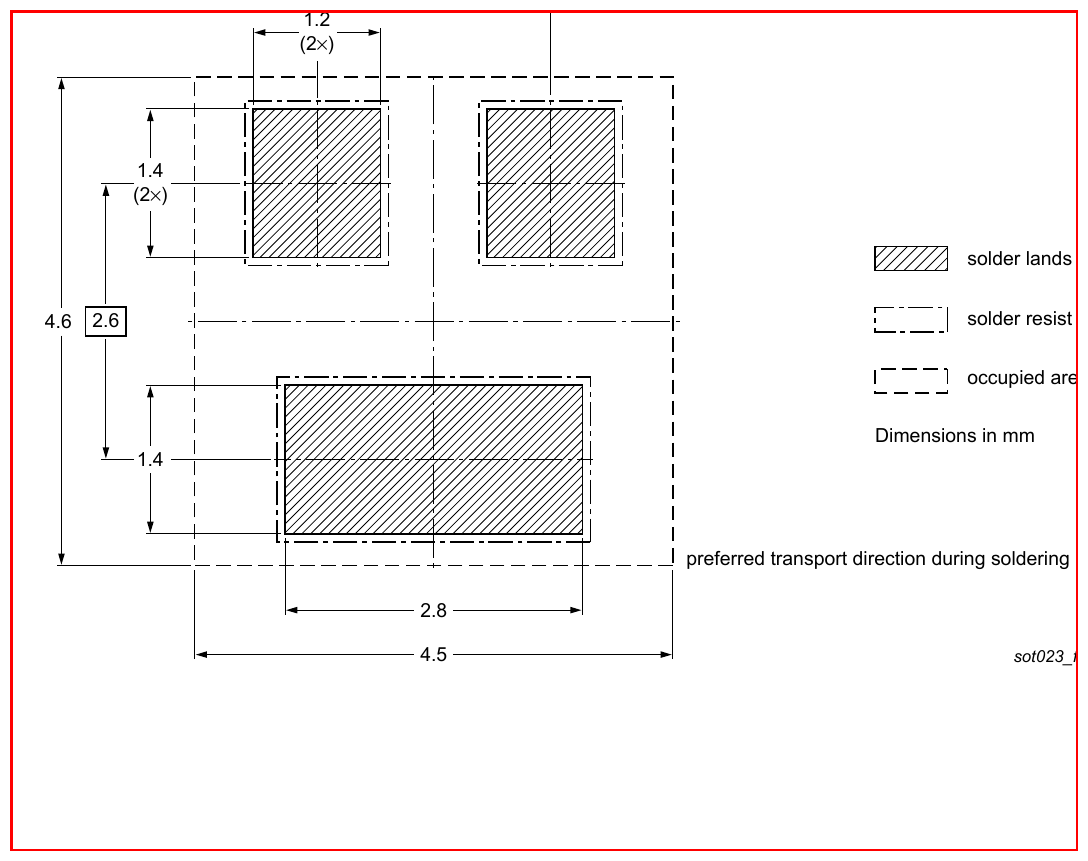 1.2
(2×)
1.4
(2×)
4.6
2.6
1.4
2.8
4.5
solder lands
solder resist
occupied are
Dimensions in mm
preferred transport direction during soldering
sot023_